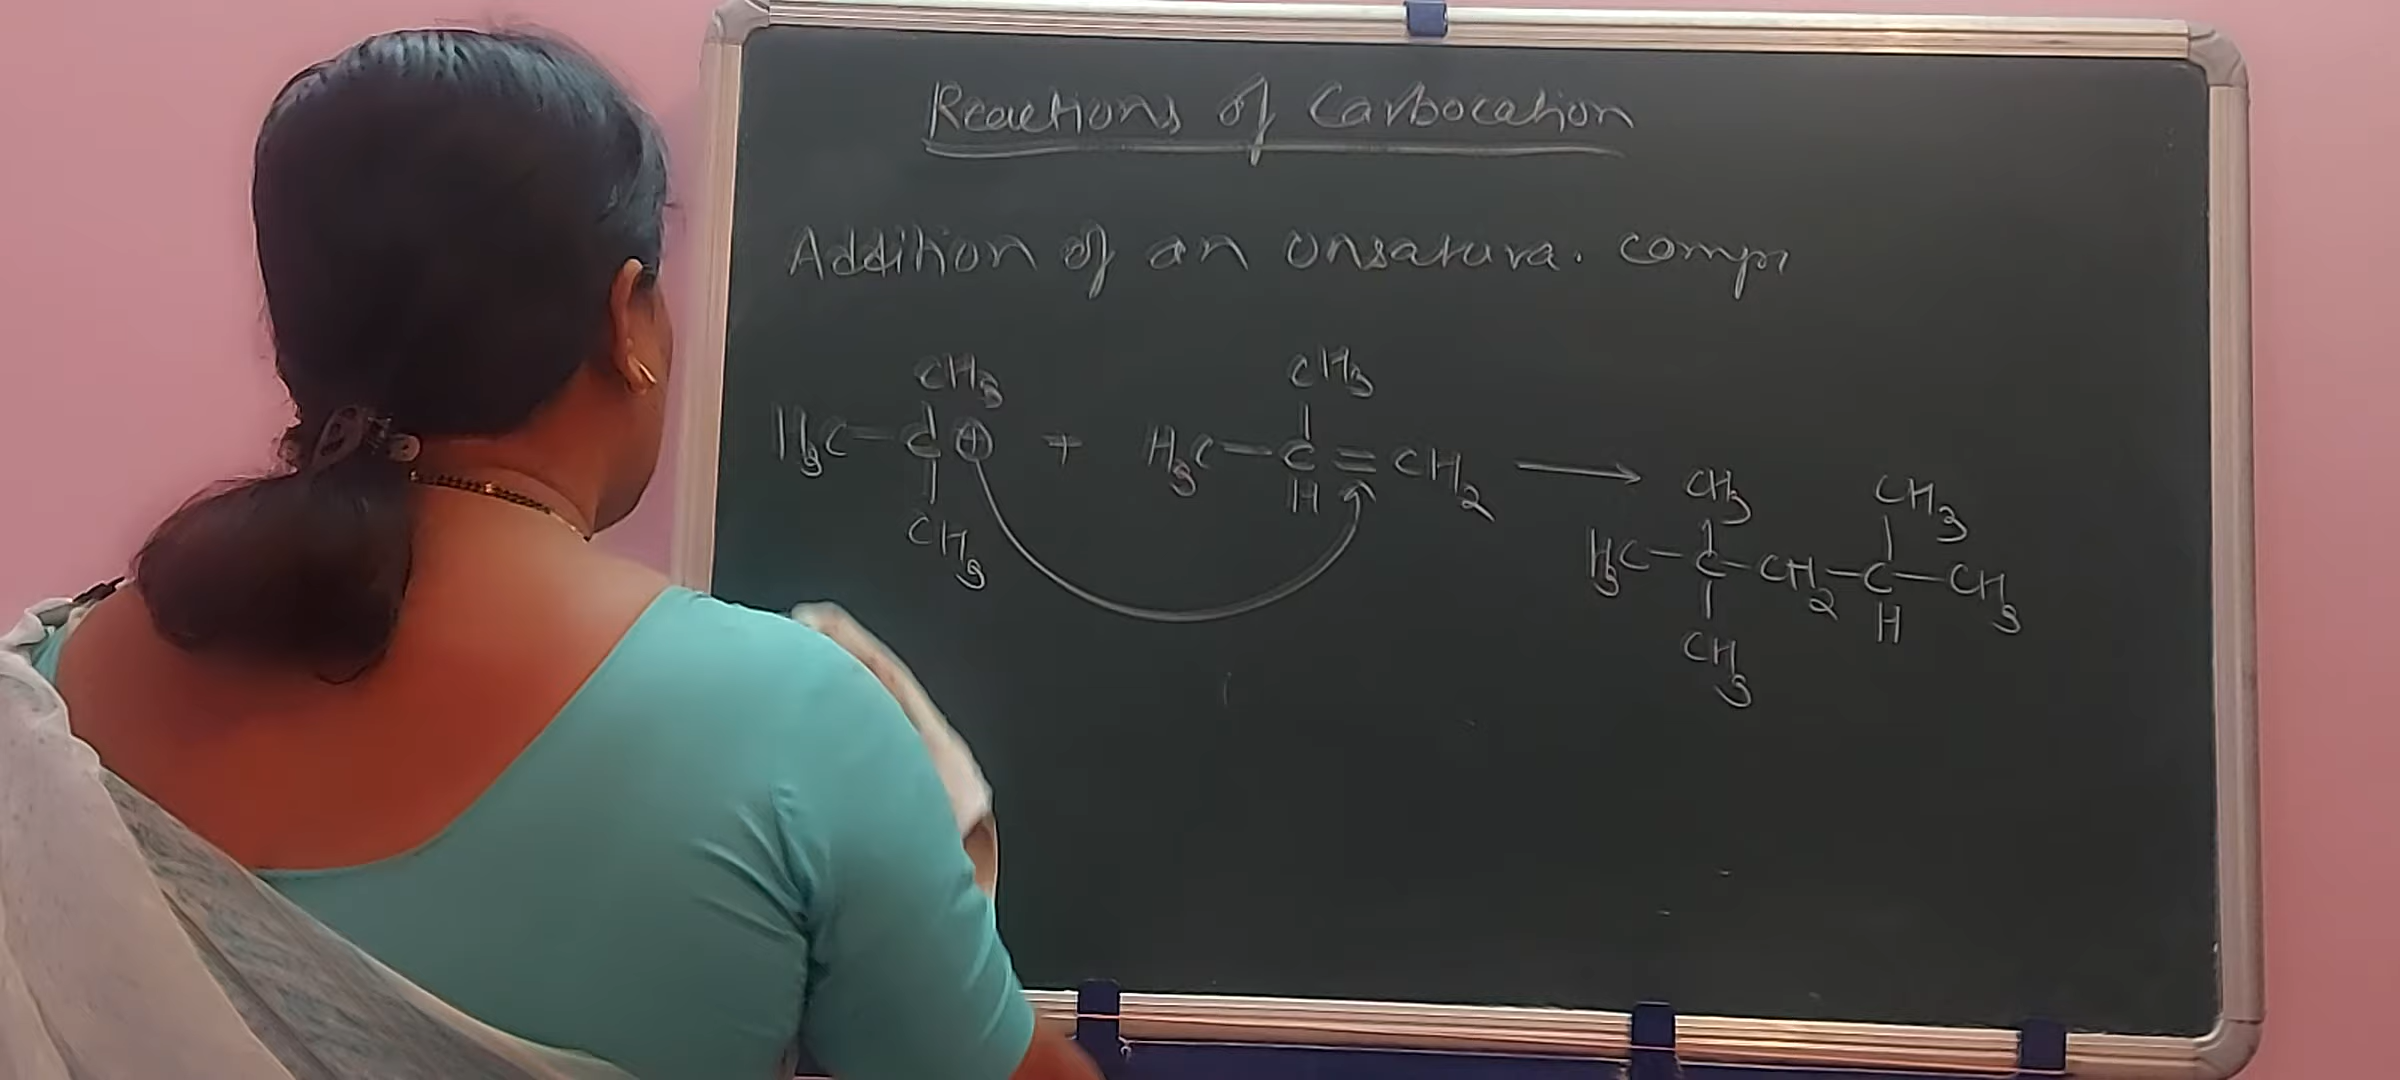 Reactions of Carbocation
Addition of an Unsatura. comp
CH3 CH3
H3C-C⊕ + H3C-C=CH2 →
H
CH3
CH3 CH3
H3C-C-CH2-C-CH3
H
CH3